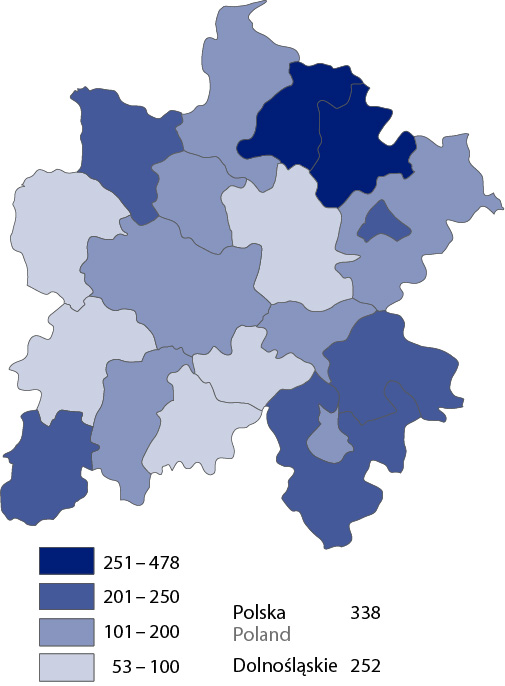 251 – 478
201 – 250
101 – 200
53 – 100
Polska 338
Poland
Dolnośląskie 252